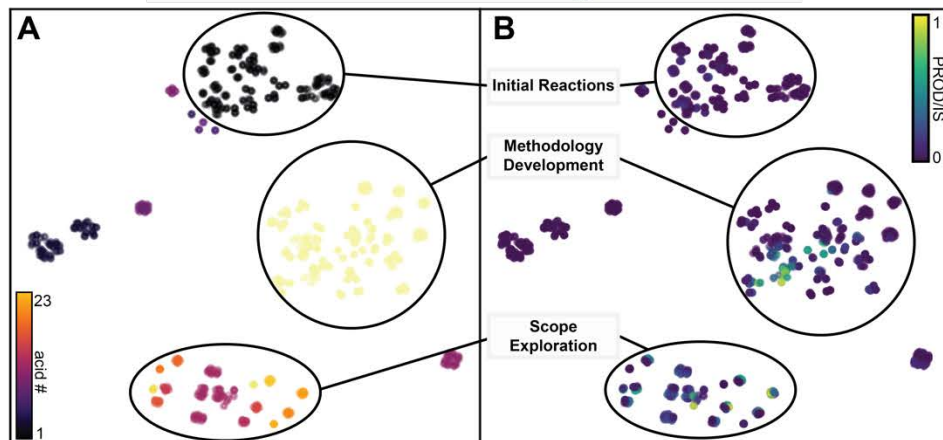 A
B
Initial Reactions
Methodology
Development
Scope
Exploration
1
PROD/IS
0
23
acid #
1